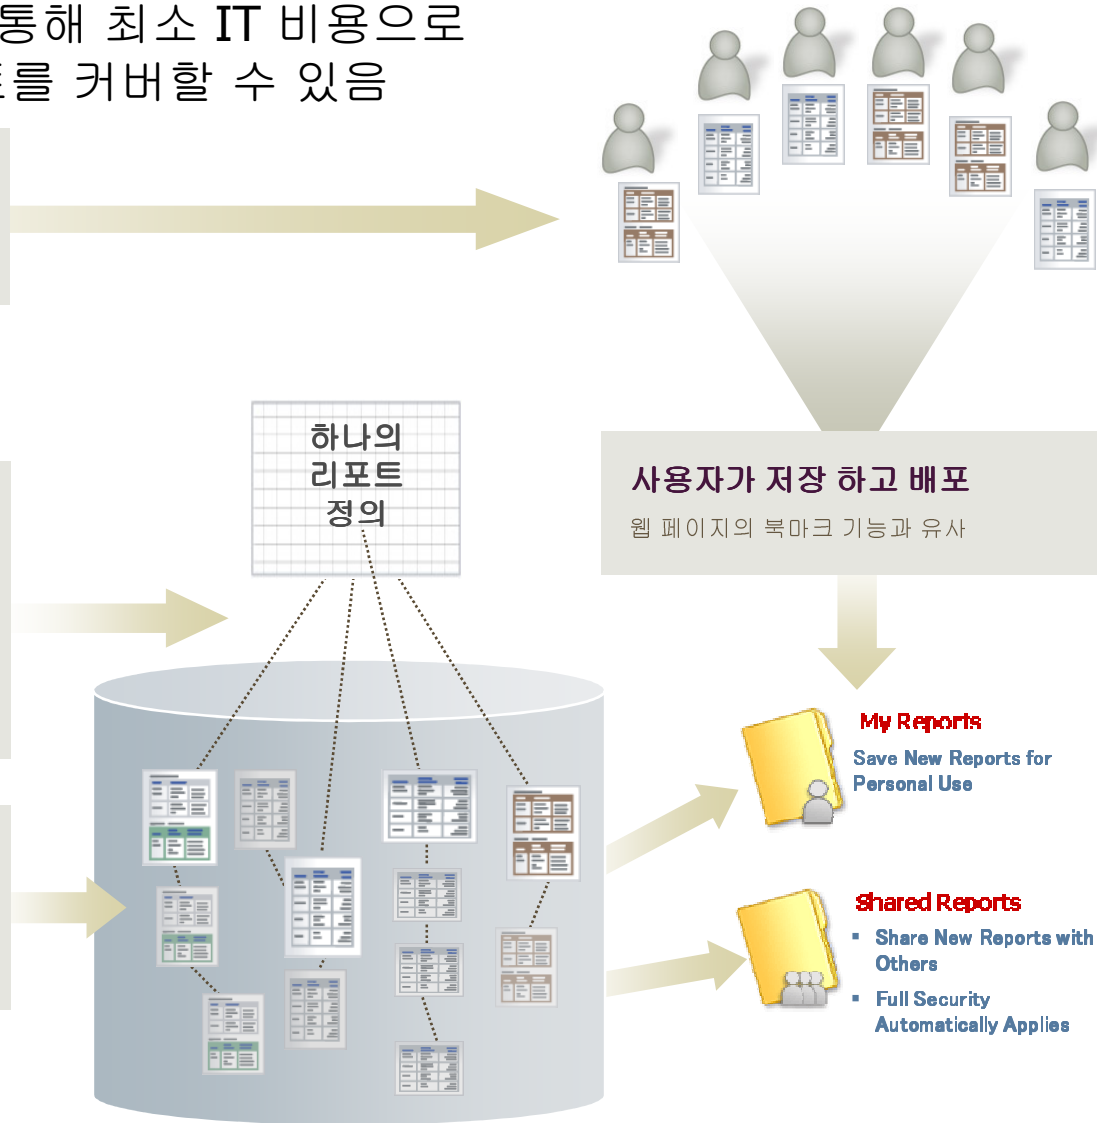 통해 최소 IT 비용으로
를 커버할 수 있음
하나의
리포트
정의
사용자가 저장 하고 배포
웹 페이지의 북마크 기능과 유사
My Reports
Save New Reports for
Personal Use
Shared Reports
▪ Share New Reports with
Others
▪ Full Security
Automatically Applies